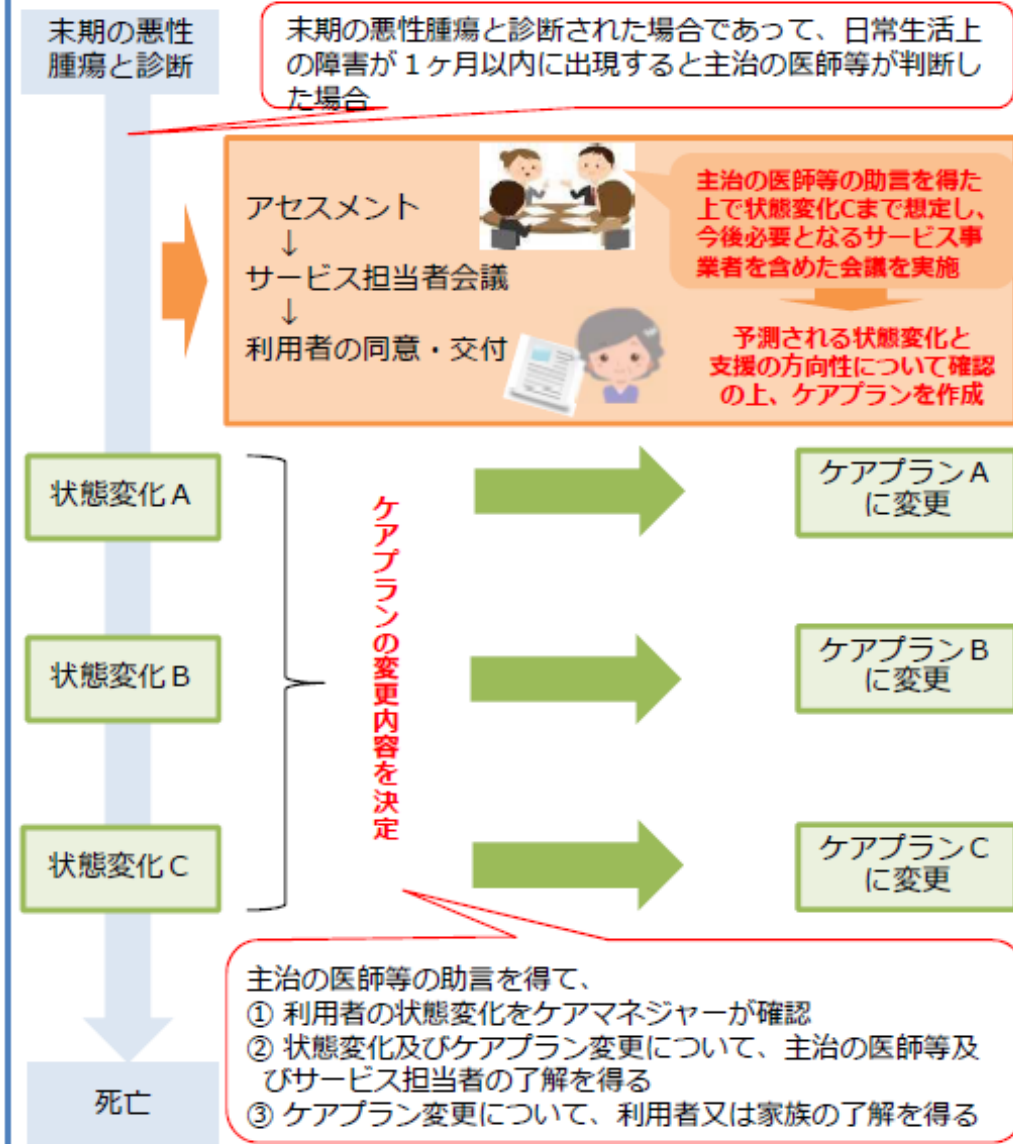 末期の悪性
腫瘍と診断
末期の悪性腫瘍と診断された場合であって、日常生活上
の障害が１ヶ月以内に出現すると主治の医師等が判断し
た場合
アセスメント
↓
サービス担当者会議
↓
利用者の同意・交付
主治の医師等の助言を得た
上で状態変化Cまで想定し、
今後必要となるサービス事
業者を含めた会議を実施
予測される状態変化と
支援の方向性について確認
の上、ケアプランを作成
状態変化Ａ
状態変化Ｂ
状態変化Ｃ
ケアプランの変更内容を決定
ケアプランＡ
に変更
ケアプランＢ
に変更
ケアプランＣ
に変更
主治の医師等の助言を得て、
① 利用者の状態変化をケアマネジャーが確認
② 状態変化及びケアプラン変更について、主治の医師等及
びサービス担当者の了解を得る
③ ケアプラン変更について、利用者又は家族の了解を得る
死亡